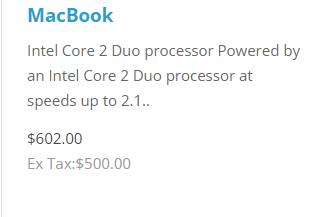 MacBook
Intel Core 2 Duo processor Powered by
an Intel Core 2 Duo processor at
speeds up to 2.1..
$602.00
Ex Tax:$500.00